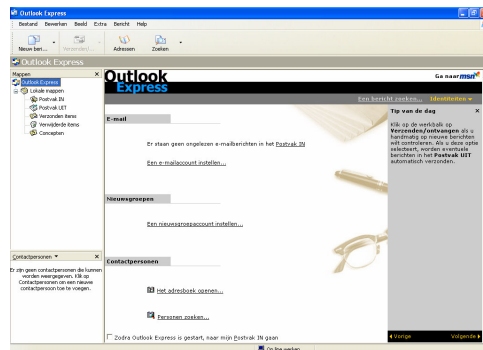 Outlook Express
Bestand Bewerken Beeld Extra Bericht Help
Nieuw ber... Verzenden/... Adressen Zoeken
Outlook Express
Mappen
Outlook Express
Lokale mappen
Postvak IN
Postvak UIT
Verzonden items
Verwijderde items
Concepten
Contactpersonen
Er zijn geen contactpersonen die kunnen
worden weergegeven. Klik op
Contactpersonen om een nieuwe
contactpersoon toe te voegen.
Outlook
Express
Ga naar msn
Een bericht zoeken... Identiteiten
E-mail
Er staan geen ongelezen e-mailberichten in het Postvak IN
Een e-mailaccount instellen...
Nieuwsgroepen
Een nieuwsgroepaccount instellen...
Contactpersonen
Het adresboek openen...
Personen zoeken...
Zodra Outlook Express is gestart, naar mijn Postvak IN gaan
Tip van de dag
Klik op de werkbalk op
Verzenden/ontvangen als u
handmatig op nieuwe berichten
wilt controleren. Als u deze optie
selecteert, worden eventuele
berichten in het Postvak UIT
automatisch verzonden.
Vorige Volgende
On line werken